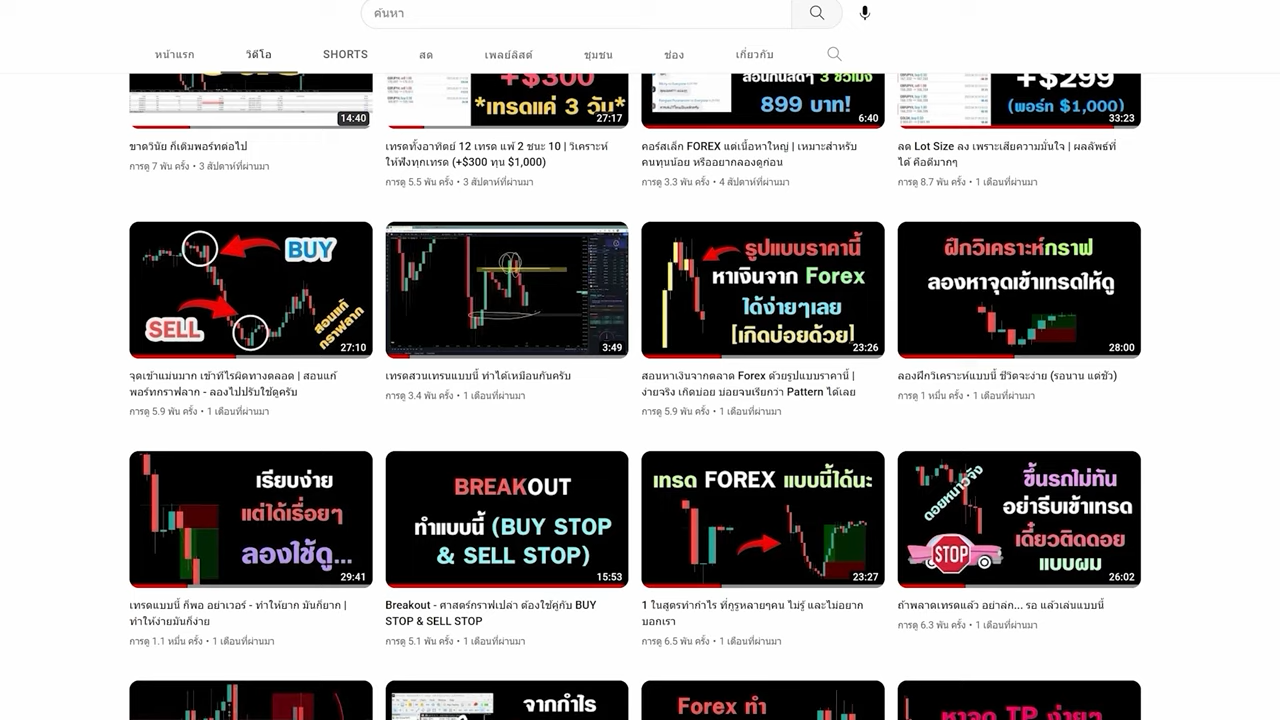 ค้นหา
หน้าแรก วิดีโอ SHORTS สด เพลย์ลิสต์ ชุมชน ช่อง เกี่ยวกับ
14:40
+$300
*เทรดแค่ 3 วัน*
27:17
899 บาท!
6:40
+$299
(พอร์ท $1,000)
33:23
ขาดวินัย ก็เติมพอร์ทต่อไป
การดู 7 พัน ครั้ง • 3 สัปดาห์ที่ผ่านมา
เทรดทั้งอาทิตย์ 12 เทรด แพ้ 2 ชนะ 10 | วิเคราะห์
ให้ฟังทุกเทรด (+$300 ทุน $1,000)
การดู 5.5 พัน ครั้ง • 3 สัปดาห์ที่ผ่านมา
คอร์สเล็ก FOREX แต่เนื้อหาใหญ่ | เหมาะสำหรับ
คนทุนน้อย หรืออยากลองดูก่อน
การดู 3.3 พัน ครั้ง • 4 สัปดาห์ที่ผ่านมา
ลด Lot Size ลง เพราะเสียความมั่นใจ | ผลลัพธ์ที่
ได้ คือดีมากๆ
การดู 8.7 พัน ครั้ง • 1 เดือนที่ผ่านมา
BUY
SELL
สอนแก้
กราฟลาก
27:10
3:49
รูปแบบราคานี้
หาเงินจาก Forex
ได้ง่ายๆเลย
[เกิดบ่อยด้วย]
23:26
ฝึกวิเคราะห์กราฟ
ลองหาจุดเข้าเทรดให้ดู
28:00
จุดเข้าแม่นมาก เข้าทีไรผิดทางตลอด | สอนแก้
พอร์ทกราฟลาก - ลองไปปรับใช้ดูครับ
การดู 5.9 พัน ครั้ง • 1 เดือนที่ผ่านมา
เทรดสวนเทรนแบบนี้ ทำได้เหมือนกันครับ
การดู 3.4 พัน ครั้ง • 1 เดือนที่ผ่านมา
สอนหาเงินจากตลาด Forex ด้วยรูปแบบราคานี้ |
ง่ายจริง เกิดบ่อย บ่อยจนเรียกว่า Pattern ได้เลย
การดู 5.9 พัน ครั้ง • 1 เดือนที่ผ่านมา
ลองฝึกวิเคราะห์แบบนี้ ชีวิตจะง่าย (รอนาน แต่ชัว)
การดู 1 หมื่น ครั้ง • 1 เดือนที่ผ่านมา
เรียบง่าย
แต่ได้เรื่อยๆ
ลองใช้ดู...
29:41
BREAKOUT
ทำแบบนี้ (BUY STOP
& SELL STOP)
15:53
เทรด FOREX แบบนี้ได้นะ
23:27
ดอยหนาวจัง
ขึ้นรถไม่ทัน
อย่ารีบเข้าเทรด
เดี๋ยวติดดอย
แบบผม
STOP
26:02
เทรดแบบนี้ ก็พอ อย่าเวอร์ - ทำให้ยาก มันก็ยาก |
ทำให้ง่ายมันก็ง่าย
การดู 1.1 หมื่น ครั้ง • 1 เดือนที่ผ่านมา
Breakout - ศาสตร์กราฟเปล่า ต้องใช้คู่กับ BUY
STOP & SELL STOP
การดู 5.1 พัน ครั้ง • 1 เดือนที่ผ่านมา
1 ในสูตรทำกำไร ที่กูรูหลายๆคน ไม่รู้ และไม่อยาก
บอกเรา
การดู 6.5 พัน ครั้ง • 1 เดือนที่ผ่านมา
ถ้าพลาดเทรดแล้ว อย่าล่ก... รอ แล้วเล่นแบบนี้
การดู 6.3 พัน ครั้ง • 1 เดือนที่ผ่านมา
จากกำไร
Forex ทำ
หาจุด TP ง่ายๆ